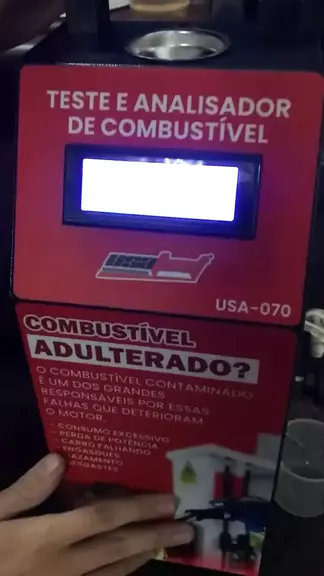 TESTE E ANALISADOR
DE COMBUSTÍVEL
USA-070
COMBUSTÍVEL
ADULTERADO?
O COMBUSTÍVEL CONTAMINADO
É UM DOS GRANDES
RESPONSÁVEIS POR ESSAS
FALHAS QUE DETERIORAM
O MOTOR
- CONSUMO EXCESSIVO
- PERDA DE POTÊNCIA
- CARRO FALHANDO
- ENGASGUES